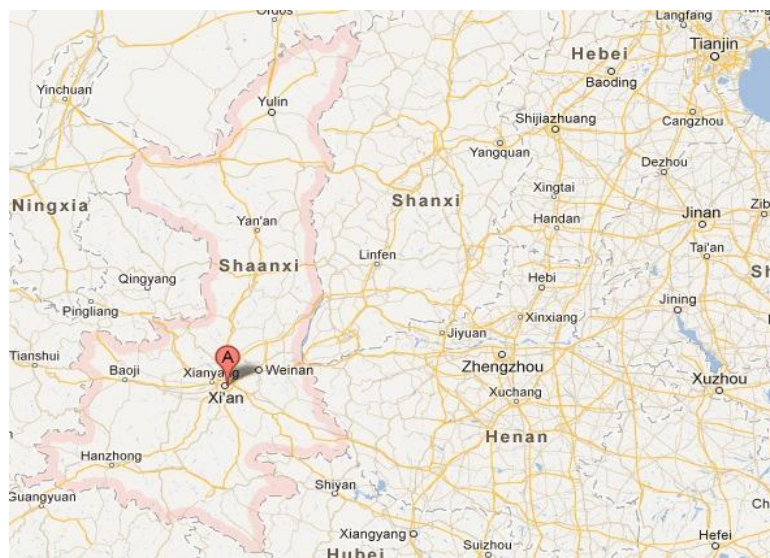 Ordos
Langfang
Tianjin
Hebei
Baoding
Yinchuan
Yulin
Shijiazhuang
Cangzhou
Yangquan
Dezhou
Ningxia
Shanxi
Xingtai
Jinan
Zib
Yan'an
Handan
Tai'an
Linfen
Shaanxi
Sh
Qingyang
Hebi
Pingliang
Jining
Xinxiang
Jiyuan
Tianshui
A
Zhengzhou
Baoji
Xianyang
Weinan
Xuzhou
Xi'an
Xuchang
Henan
Hanzhong
Shiyan
Guangyuan
Ch
Xiangyang
Hefei
Suizhou
Hubei